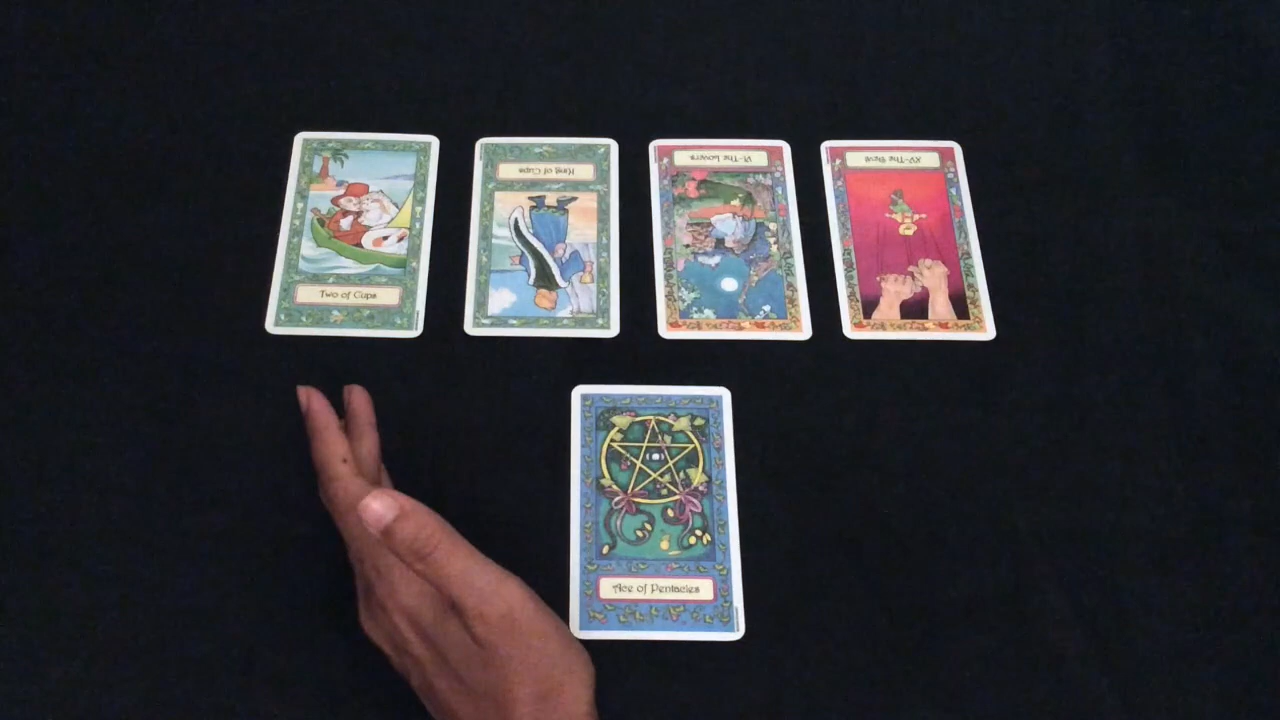 Two of Cups
King of Cups
VI-The Lovers
XV-The Devil
Ace of Pentacles